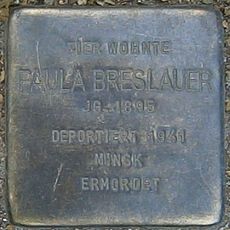 HIER WOHNTE
PAULA BRESLAUER
JG. 1895
DEPORTIERT 1941
MINSK
ERMORDET